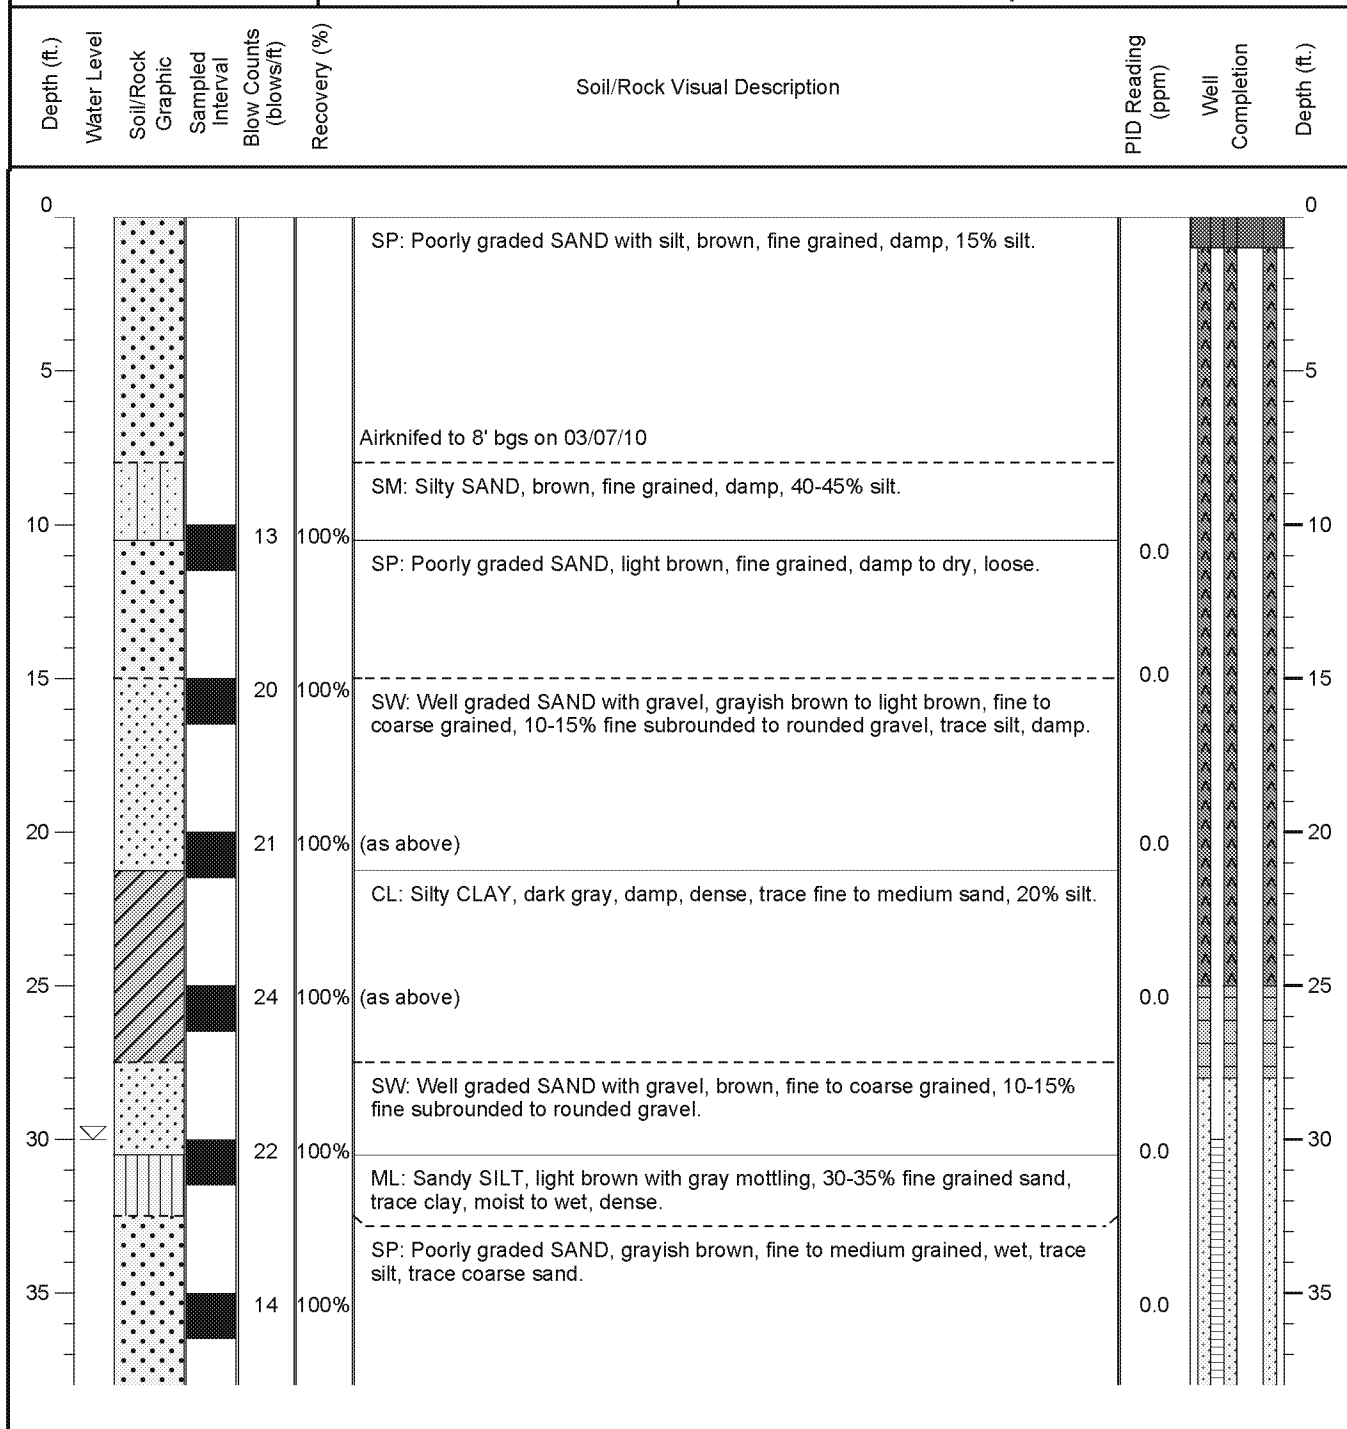 Depth (ft.)
Water Level
Soil/Rock
Graphic
Sampled
Interval
Blow Counts
(blows/ft)
Recovery (%)
Soil/Rock Visual Description
PID Reading
(ppm)
Well
Completion
Depth (ft.)
0 0
SP: Poorly graded SAND with silt, brown, fine grained, damp, 15% silt.
5 5
Airknifed to 8' bgs on 03/07/10
SM: Silty SAND, brown, fine grained, damp, 40-45% silt.
10 13 100% 0.0 10
SP: Poorly graded SAND, light brown, fine grained, damp to dry, loose.
15 20 100% 0.0 15
SW: Well graded SAND with gravel, grayish brown to light brown, fine to
coarse grained, 10-15% fine subrounded to rounded gravel, trace silt, damp.
20 21 100% (as above) 0.0 20
CL: Silty CLAY, dark gray, damp, dense, trace fine to medium sand, 20% silt.
25 24 100% (as above) 0.0 25
SW: Well graded SAND with gravel, brown, fine to coarse grained, 10-15%
fine subrounded to rounded gravel.
30 22 100% 0.0 30
ML: Sandy SILT, light brown with gray mottling, 30-35% fine grained sand,
trace clay, moist to wet, dense.
SP: Poorly graded SAND, grayish brown, fine to medium grained, wet, trace
silt, trace coarse sand.
35 14 100% 0.0 35